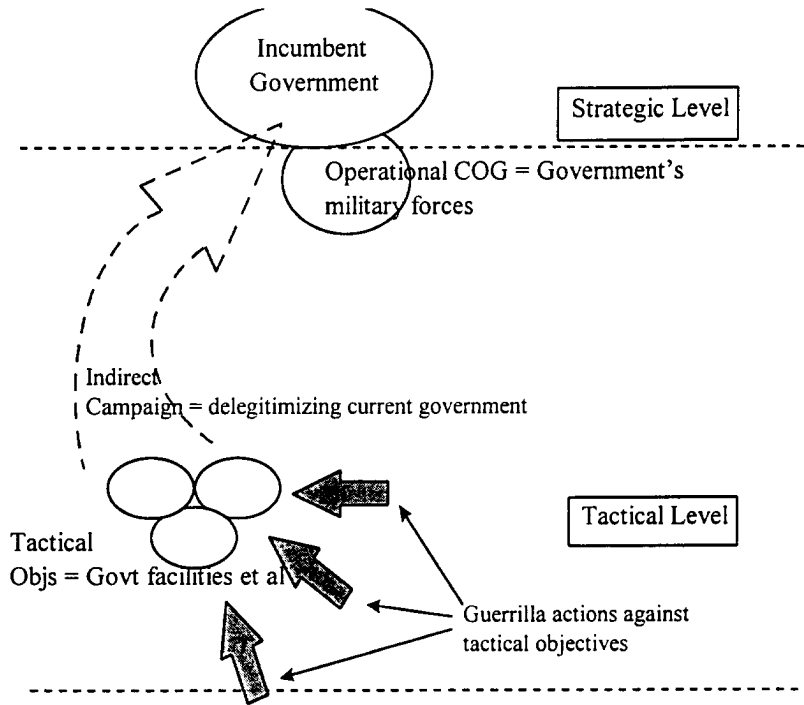 Incumbent
Government
Strategic Level
Operational COG = Government's
military forces
Indirect
Campaign = delegitimizing current government
Tactical Level
Tactical
Objs = Govt facilities et al
Guerrilla actions against
tactical objectives